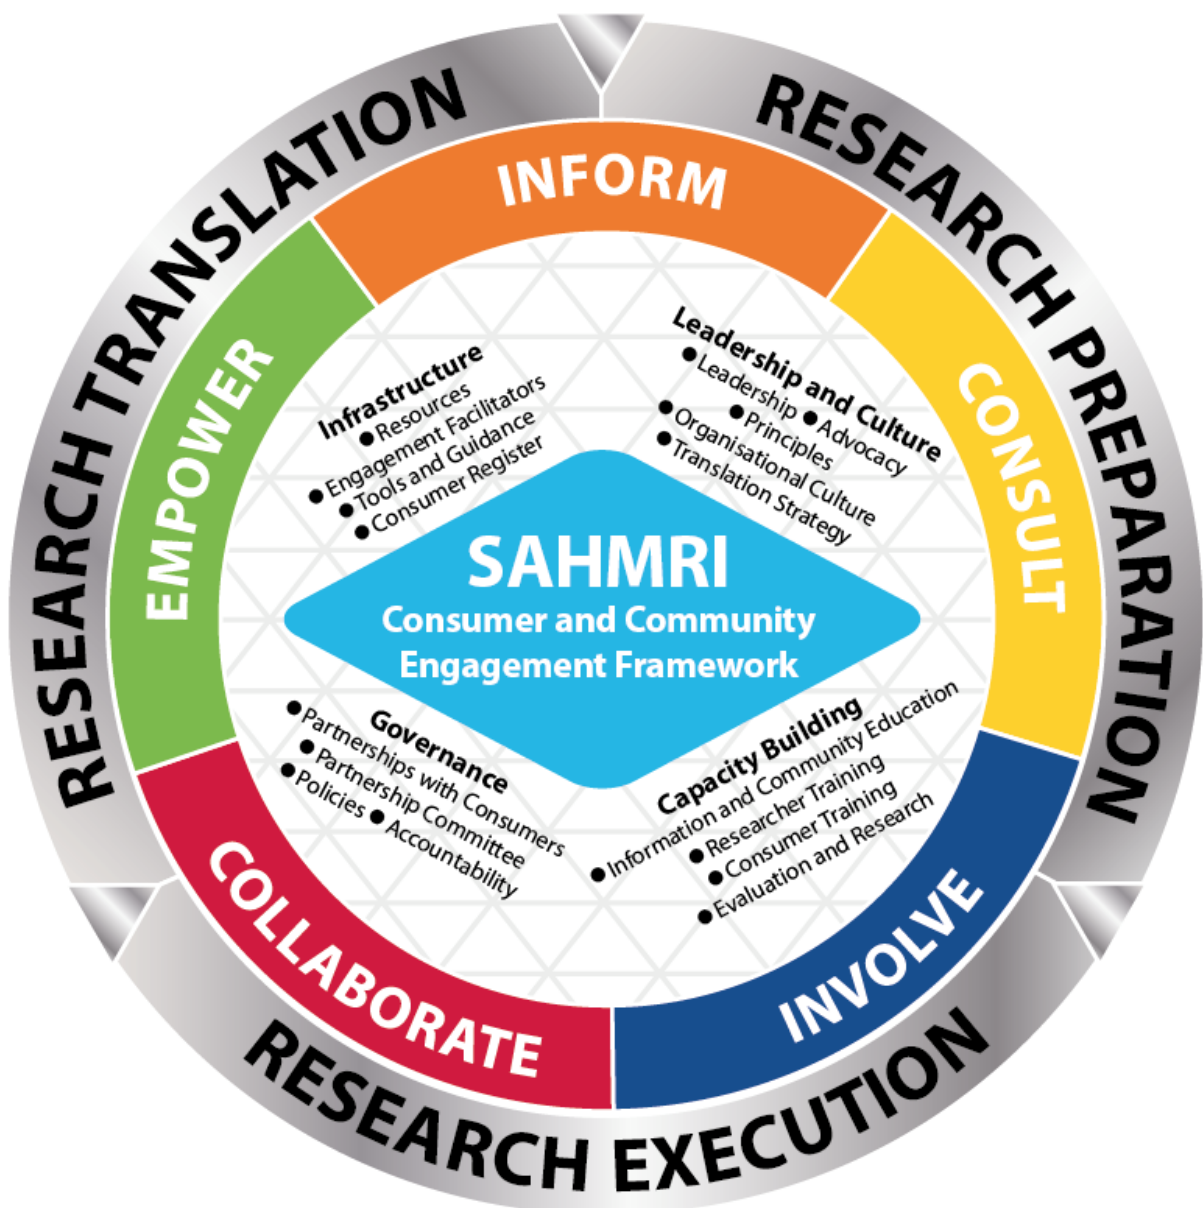 RESEARCH TRANSLATION
RESEARCH PREPARATION
RESEARCH EXECUTION
INFORM
CONSULT
INVOLVE
COLLABORATE
EMPOWER
Infrastructure
● Resources
● Engagement Facilitators
● Tools and Guidance
● Consumer Register
Leadership and Culture
● Leadership ● Advocacy
● Principles
● Organisational Culture
● Translation Strategy
SAHMRI
Consumer and Community
Engagement Framework
Governance
● Partnerships with Consumers
● Partnership Committee
● Policies ● Accountability
Capacity Building
● Information and Community Education
● Researcher Training
● Consumer Training
● Evaluation and Research